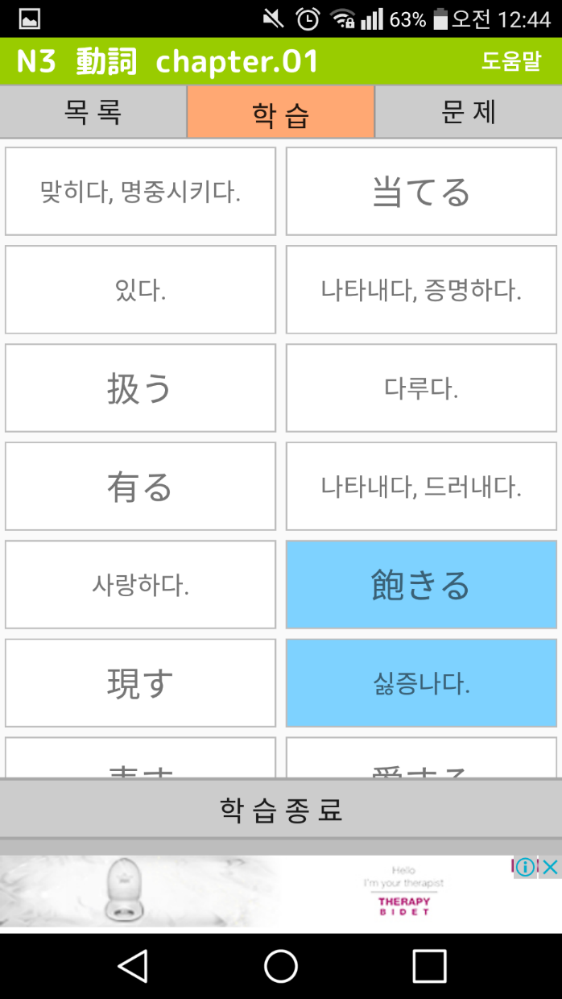 63% 오전 12:44
N3 動詞 chapter.01 도움말
목 록 학 습 문 제
맞히다, 명중시키다. 当てる
있다. 나타내다, 증명하다.
扱う 다루다.
有る 나타내다, 드러내다.
사랑하다. 飽きる
現す 싫증나다.
학 습 종 료
Hello
I'm your therapist
THERAPY
BIDET